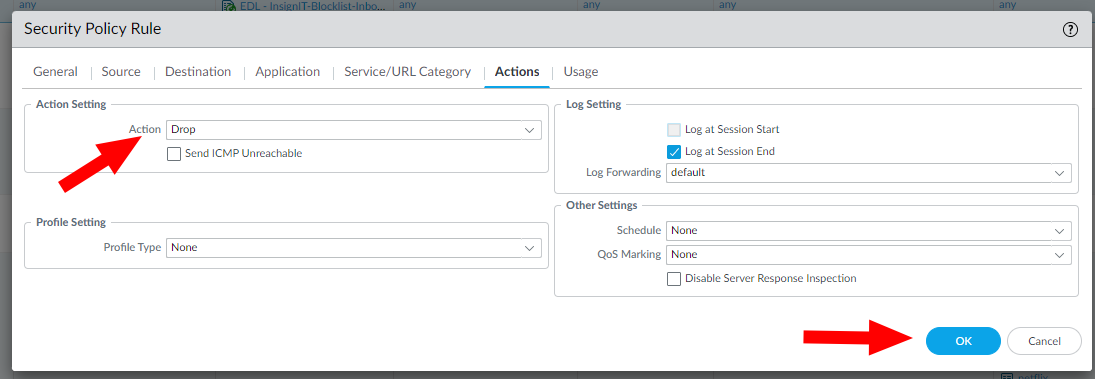 any
EDL - InsignIT-Blocklist-Inbo...
any
any
any
any
Security Policy Rule
General
Source
Destination
Application
Service/URL Category
Actions
Usage
Action Setting
Action
Drop
Send ICMP Unreachable
Profile Setting
Profile Type
None
Log Setting
Log at Session Start
Log at Session End
Log Forwarding
default
Other Settings
Schedule
None
QoS Marking
None
Disable Server Response Inspection
OK
Cancel
netflix